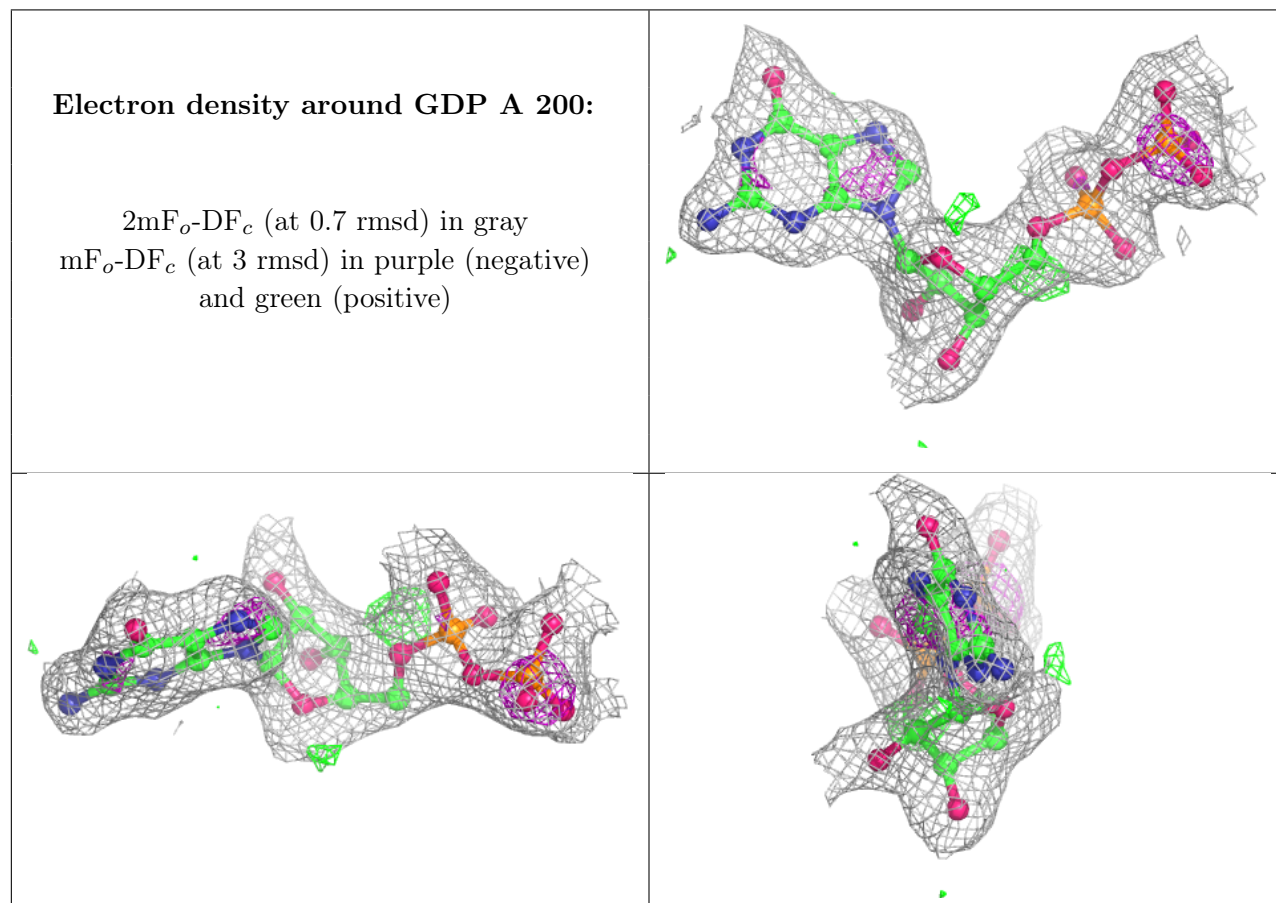 Electron density around GDP A 200:
2mFₒ-DF𝒸 (at 0.7 rmsd) in gray
mFₒ-DF𝒸 (at 3 rmsd) in purple (negative)
and green (positive)